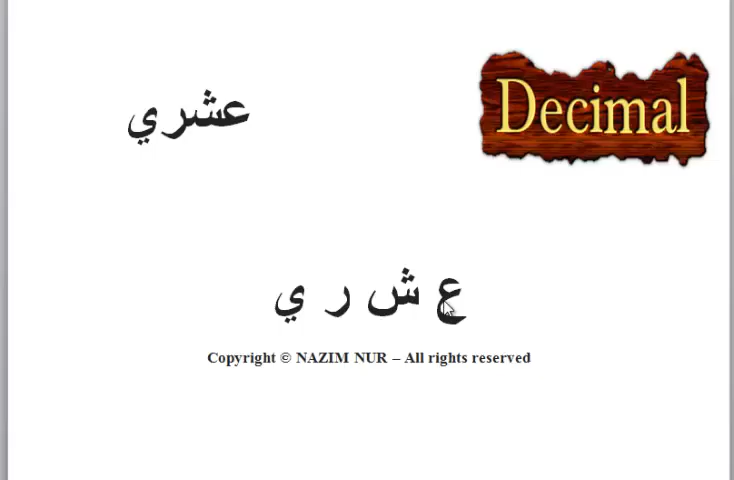 عشري
Decimal
ع ش ر ي
Copyright © NAZIM NUR – All rights reserved